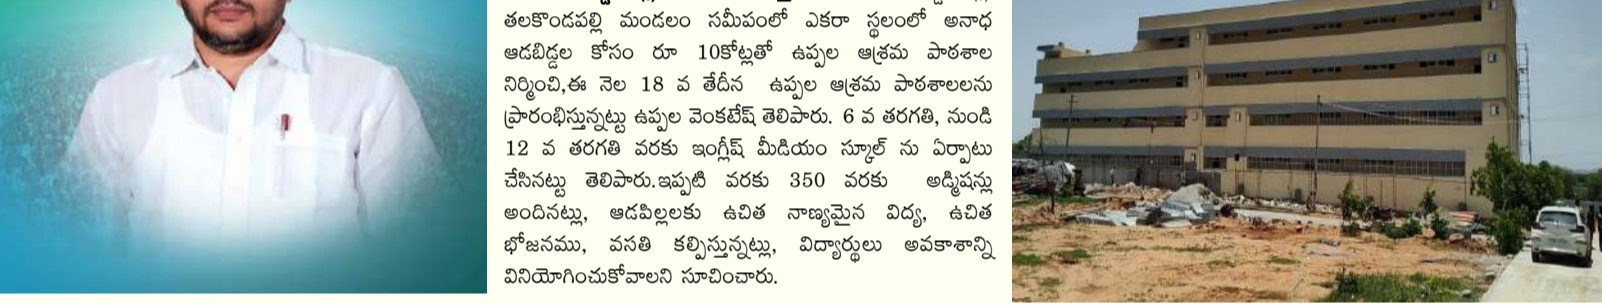 తలకొండపల్లి మండలం సమీపంలో ఎకరా స్థలంలో అనాధ
ఆడబిడ్డల కోసం రూ 10కోట్లతో ఉప్పల ఆశ్రమ పాఠశాల
నిర్మించి,ఈ నెల 18 వ తేదీన ఉప్పల ఆశ్రమ పాఠశాలలను
ప్రారంభిస్తున్నట్టు ఉప్పల వెంకటేష్ తెలిపారు. 6 వ తరగతి, నుండి
12 వ తరగతి వరకు ఇంగ్లీష్ మీడియం స్కూల్ ను ఏర్పాటు
చేసినట్టు తెలిపారు.ఇప్పటి వరకు 350 వరకు అడ్మిషన్లు
అందినట్లు, ఆడపిల్లలకు ఉచిత నాణ్యమైన విద్య, ఉచిత
భోజనము, వసతి కల్పిస్తున్నట్లు, విద్యార్థులు అవకాశాన్ని
వినియోగించుకోవాలని సూచించారు.